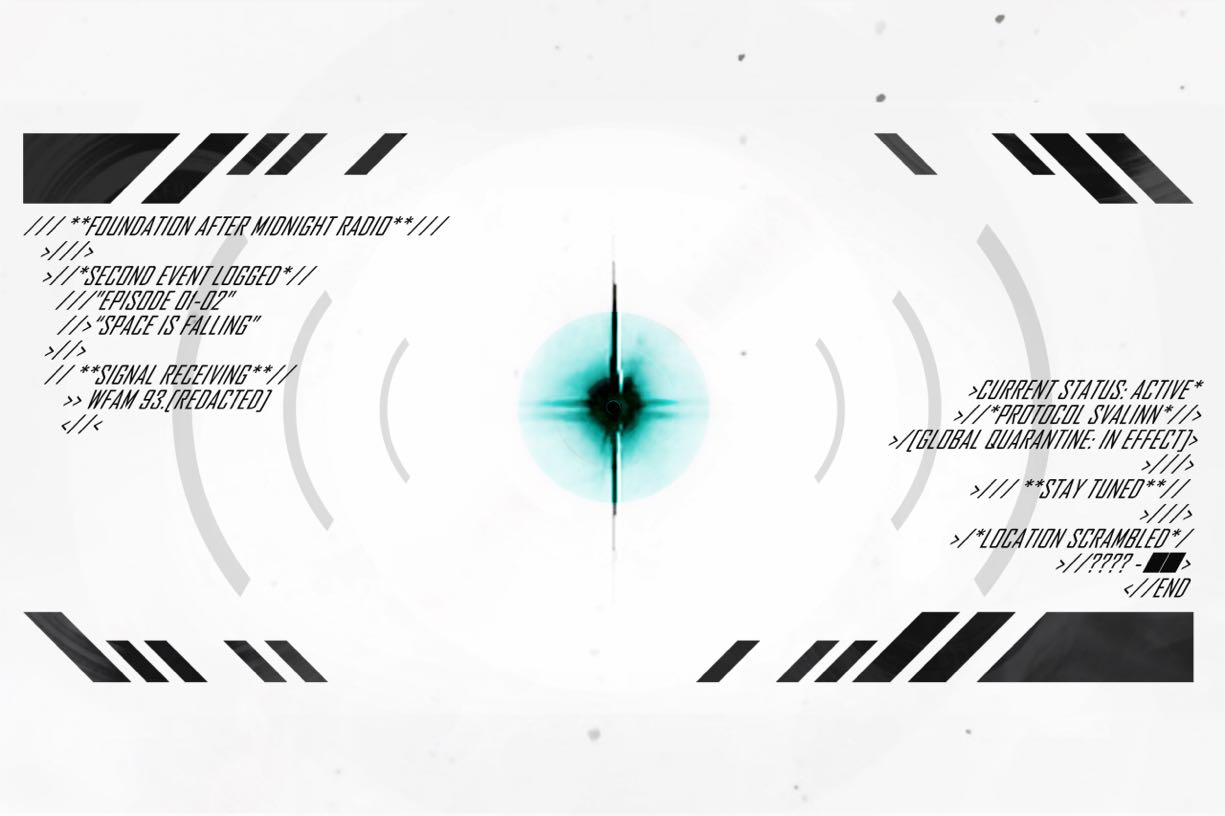 /// **FOUNDATION AFTER MIDNIGHT RADIO**///
>///>
>//*SECOND EVENT LOGGED*//
///"EPISODE 01-02"
//>"SPACE IS FALLING"
>//>
// **SIGNAL RECEIVING**//
>> WFAM 93.[REDACTED]
<//<
>CURRENT STATUS: ACTIVE*
>//*PROTOCOL SVALINN*//>
>/[GLOBAL QUARANTINE: IN EFFECT]>
>///>
>/// **STAY TUNED**//
>///>
>/*LOCATION SCRAMBLED*/
>//???? - ██>
<//END